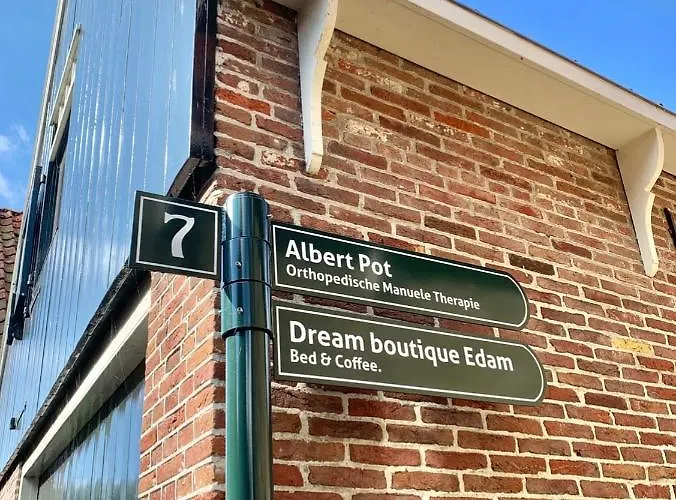 7
Albert Pot
Orthopedische Manuele Therapie
Dream boutique Edam
Bed & Coffee.